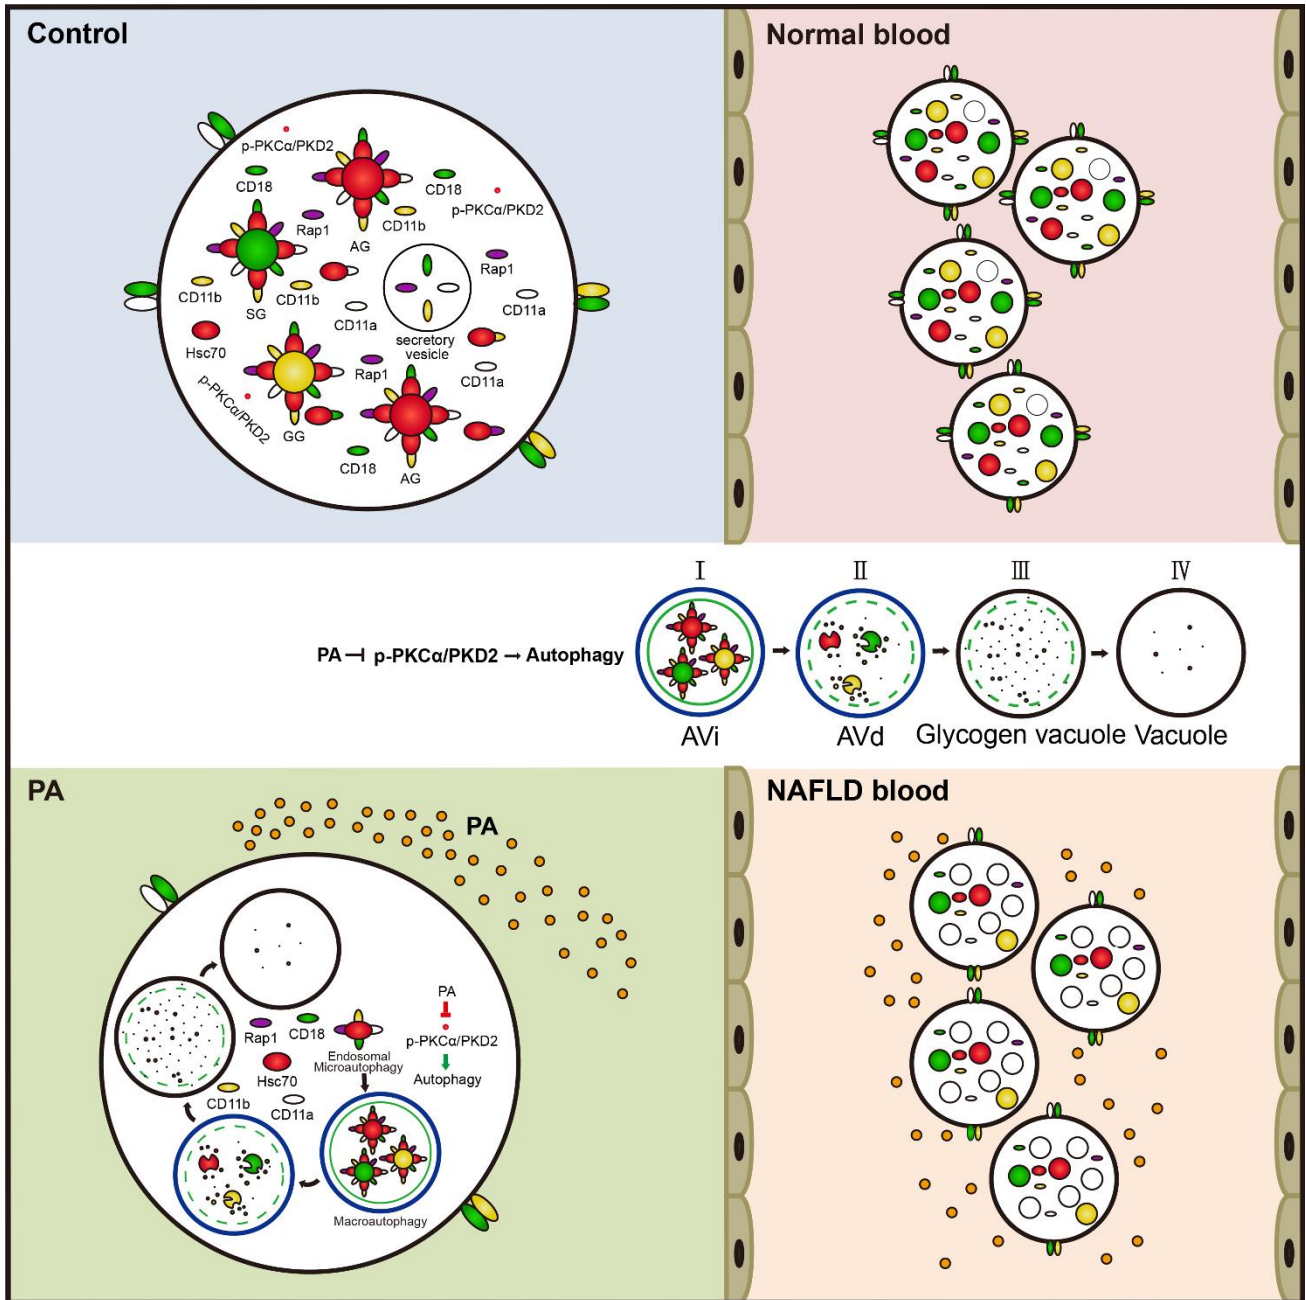 Control
p-PKCα/PKD2
CD18
CD18
p-PKCα/PKD2
Rap1
CD11b
AG
Rap1
CD11b
CD11b
SG
CD11a
CD11a
Hsc70
secretory
vesicle
Rap1
CD11a
p-PKCα/PKD2
GG
CD18
AG
Normal blood
PA ⊣ p-PKCα/PKD2 → Autophagy
I
II
III
IV
AVi
AVd
Glycogen vacuole
Vacuole
PA
PA
PA
p-PKCα/PKD2
Autophagy
Rap1
CD18
Endosomal
Microautophagy
Hsc70
CD11b
CD11a
Macroautophagy
NAFLD blood